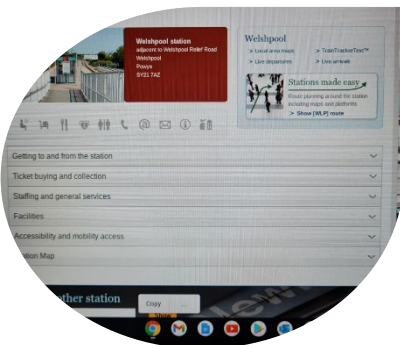 Welshpool station
adjacent to Welshpool Relief Road
Welshpool
Powys
SY21 7AZ
Welshpool
> Local area maps
> TrainTrackerText™
> Live departures
> Live arrivals
Stations made easy
Route planning around the station
including maps and platforms
> Show [WLP] route
Getting to and from the station
Ticket buying and collection
Staffing and general services
Facilities
Accessibility and mobility access
Map
other station
Copy
Show